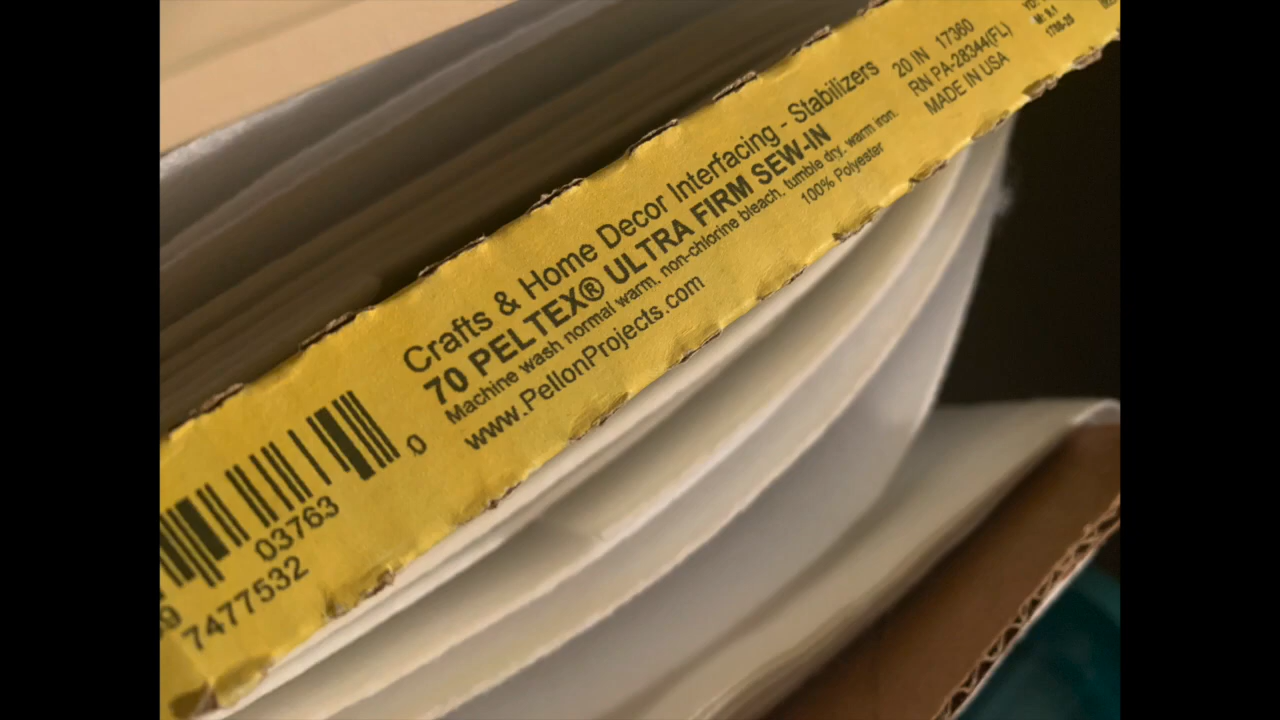 Crafts & Home Decor Interfacing - Stabilizers
70 PELTEX® ULTRA FIRM SEW-IN
Machine wash normal warm, non-chlorine bleach, tumble dry, warm iron.
100% Polyester
www.PellonProjects.com
20 IN 17360
RN PA-28344(FL)
MADE IN USA
1786-25
0
03763
7477532